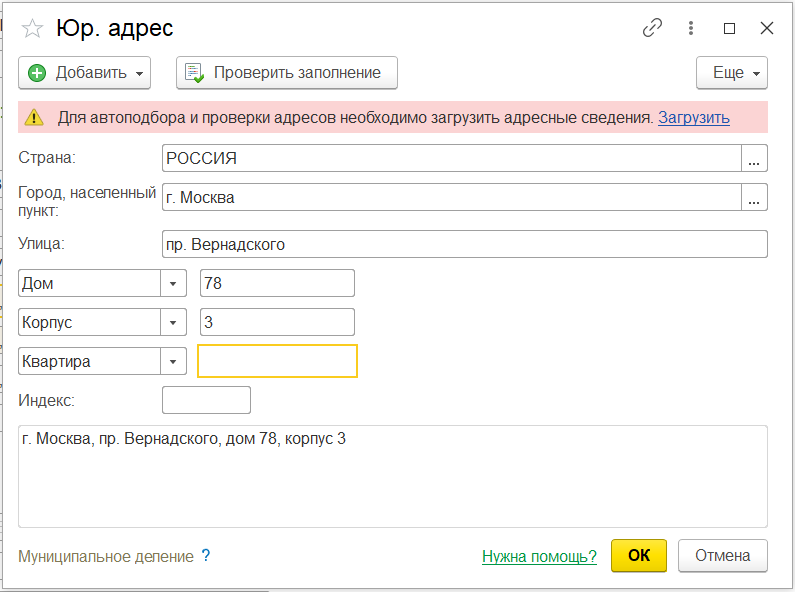 Юр. адрес
Добавить
Проверить заполнение
Еще
Для автоподбора и проверки адресов необходимо загрузить адресные сведения. Загрузить
Страна:
РОССИЯ
...
Город, населенный
пункт:
г. Москва
...
Улица:
пр. Вернадского
Дом
78
Корпус
3
Квартира
Индекс:
г. Москва, пр. Вернадского, дом 78, корпус 3
Муниципальное деление ?
Нужна помощь?
ОК
Отмена